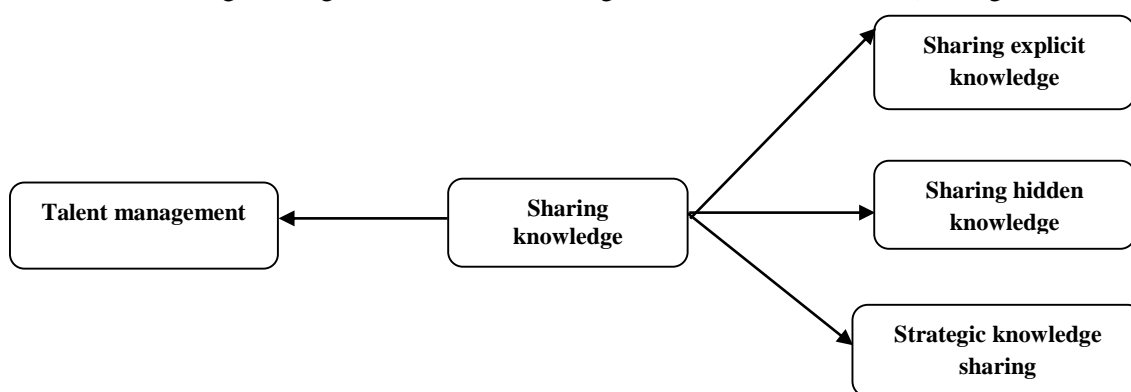 Sharing explicit
knowledge
Talent management
Sharing
knowledge
Sharing hidden
knowledge
Strategic knowledge
sharing